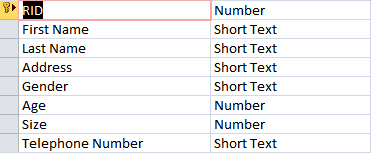 RID Number
First Name Short Text
Last Name Short Text
Address Short Text
Gender Short Text
Age Number
Size Number
Telephone Number Short Text